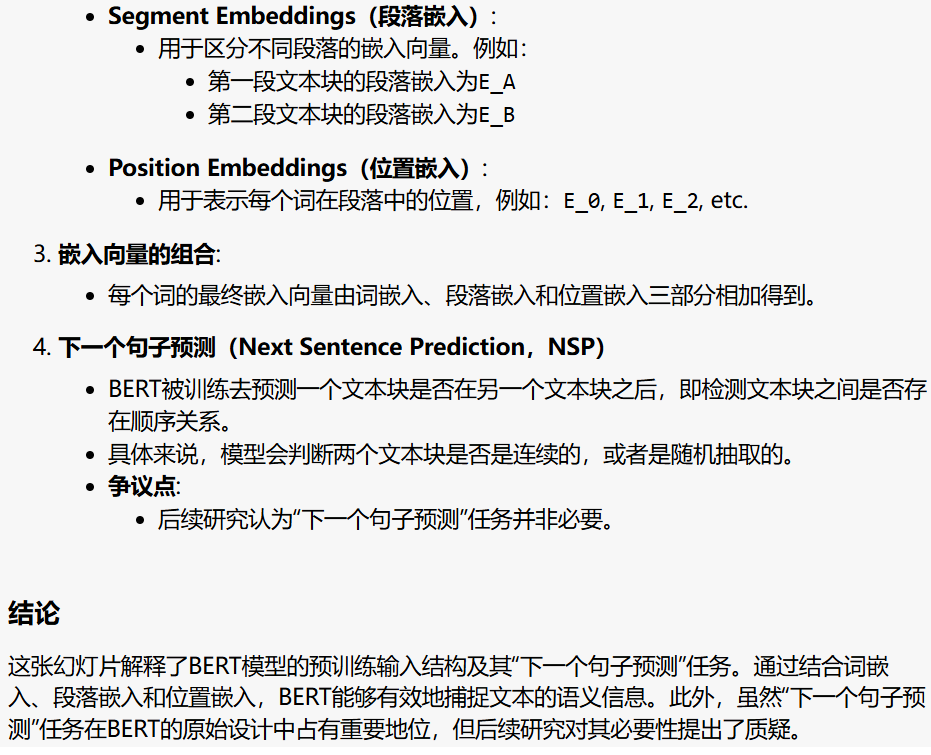 • Segment Embeddings（段落嵌入）:
• 用于区分不同段落的嵌入向量。例如：
• 第一段文本块的段落嵌入为E_A
• 第二段文本块的段落嵌入为E_B
• Position Embeddings（位置嵌入）:
• 用于表示每个词在段落中的位置，例如：E_0, E_1, E_2, etc.
3. 嵌入向量的组合:
• 每个词的最终嵌入向量由词嵌入、段落嵌入和位置嵌入三部分相加得到。
4. 下一个句子预测（Next Sentence Prediction，NSP）
• BERT被训练去预测一个文本块是否在另一个文本块之后，即检测文本块之间是否存
在顺序关系。
• 具体来说，模型会判断两个文本块是否是连续的，或者是随机抽取的。
• 争议点:
• 后续研究认为“下一个句子预测”任务并非必要。
结论
这张幻灯片解释了BERT模型的预训练输入结构及其“下一个句子预测”任务。通过结合词嵌
入、段落嵌入和位置嵌入，BERT能够有效地捕捉文本的语义信息。此外，虽然“下一个句子预
测”任务在BERT的原始设计中占有重要地位，但后续研究对其必要性提出了质疑。